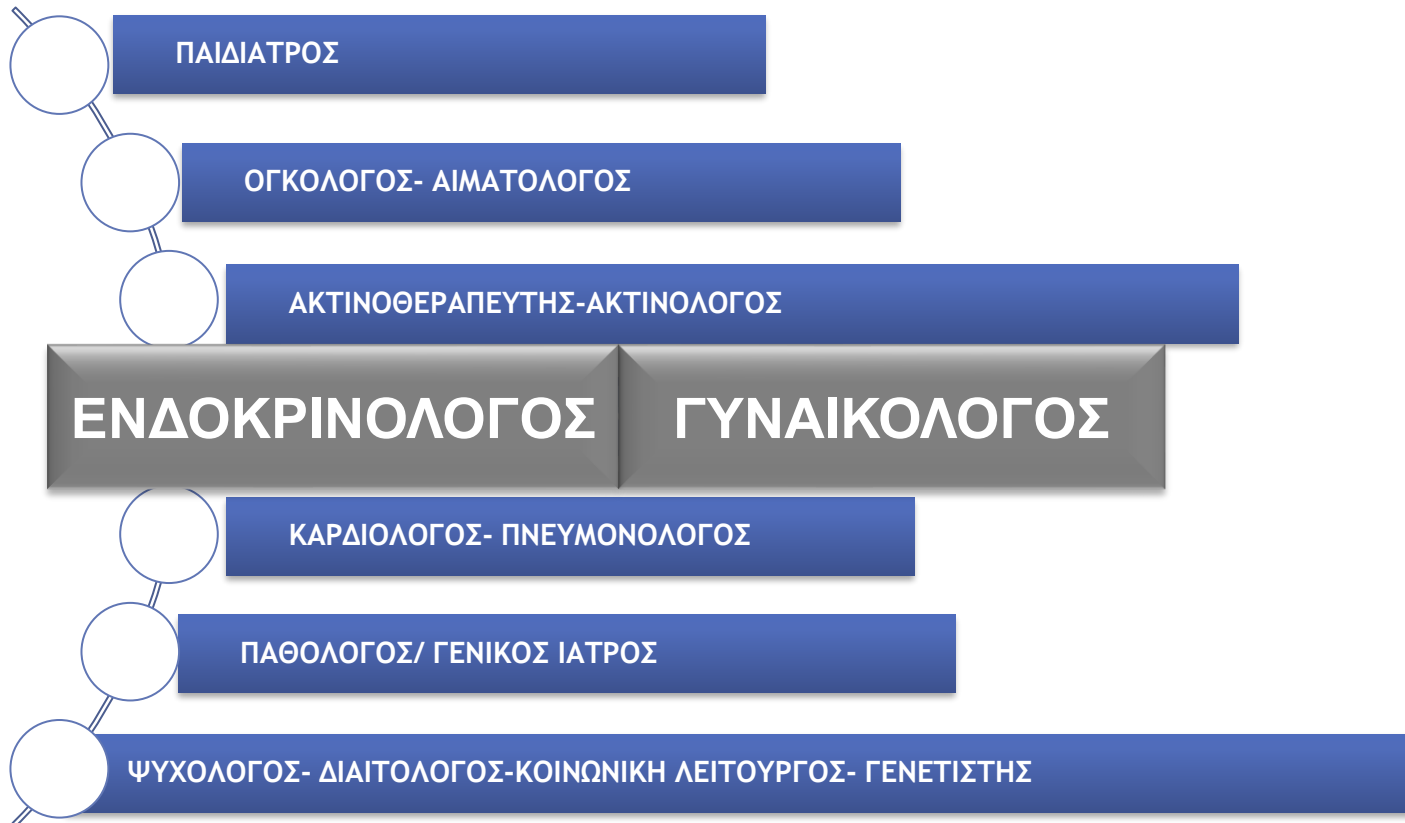 ΠΑΙΔΙΑΤΡΟΣ
ΟΓΚΟΛΟΓΟΣ- ΑΙΜΑΤΟΛΟΓΟΣ
ΑΚΤΙΝΟΘΕΡΑΠΕΥΤΗΣ-ΑΚΤΙΝΟΛΟΓΟΣ
ΕΝΔΟΚΡΙΝΟΛΟΓΟΣ ΓΥΝΑΙΚΟΛΟΓΟΣ
ΚΑΡΔΙΟΛΟΓΟΣ- ΠΝΕΥΜΟΝΟΛΟΓΟΣ
ΠΑΘΟΛΟΓΟΣ/ ΓΕΝΙΚΟΣ ΙΑΤΡΟΣ
ΨΥΧΟΛΟΓΟΣ- ΔΙΑΙΤΟΛΟΓΟΣ-ΚΟΙΝΩΝΙΚΗ ΛΕΙΤΟΥΡΓΟΣ- ΓΕΝΕΤΙΣΤΗΣ